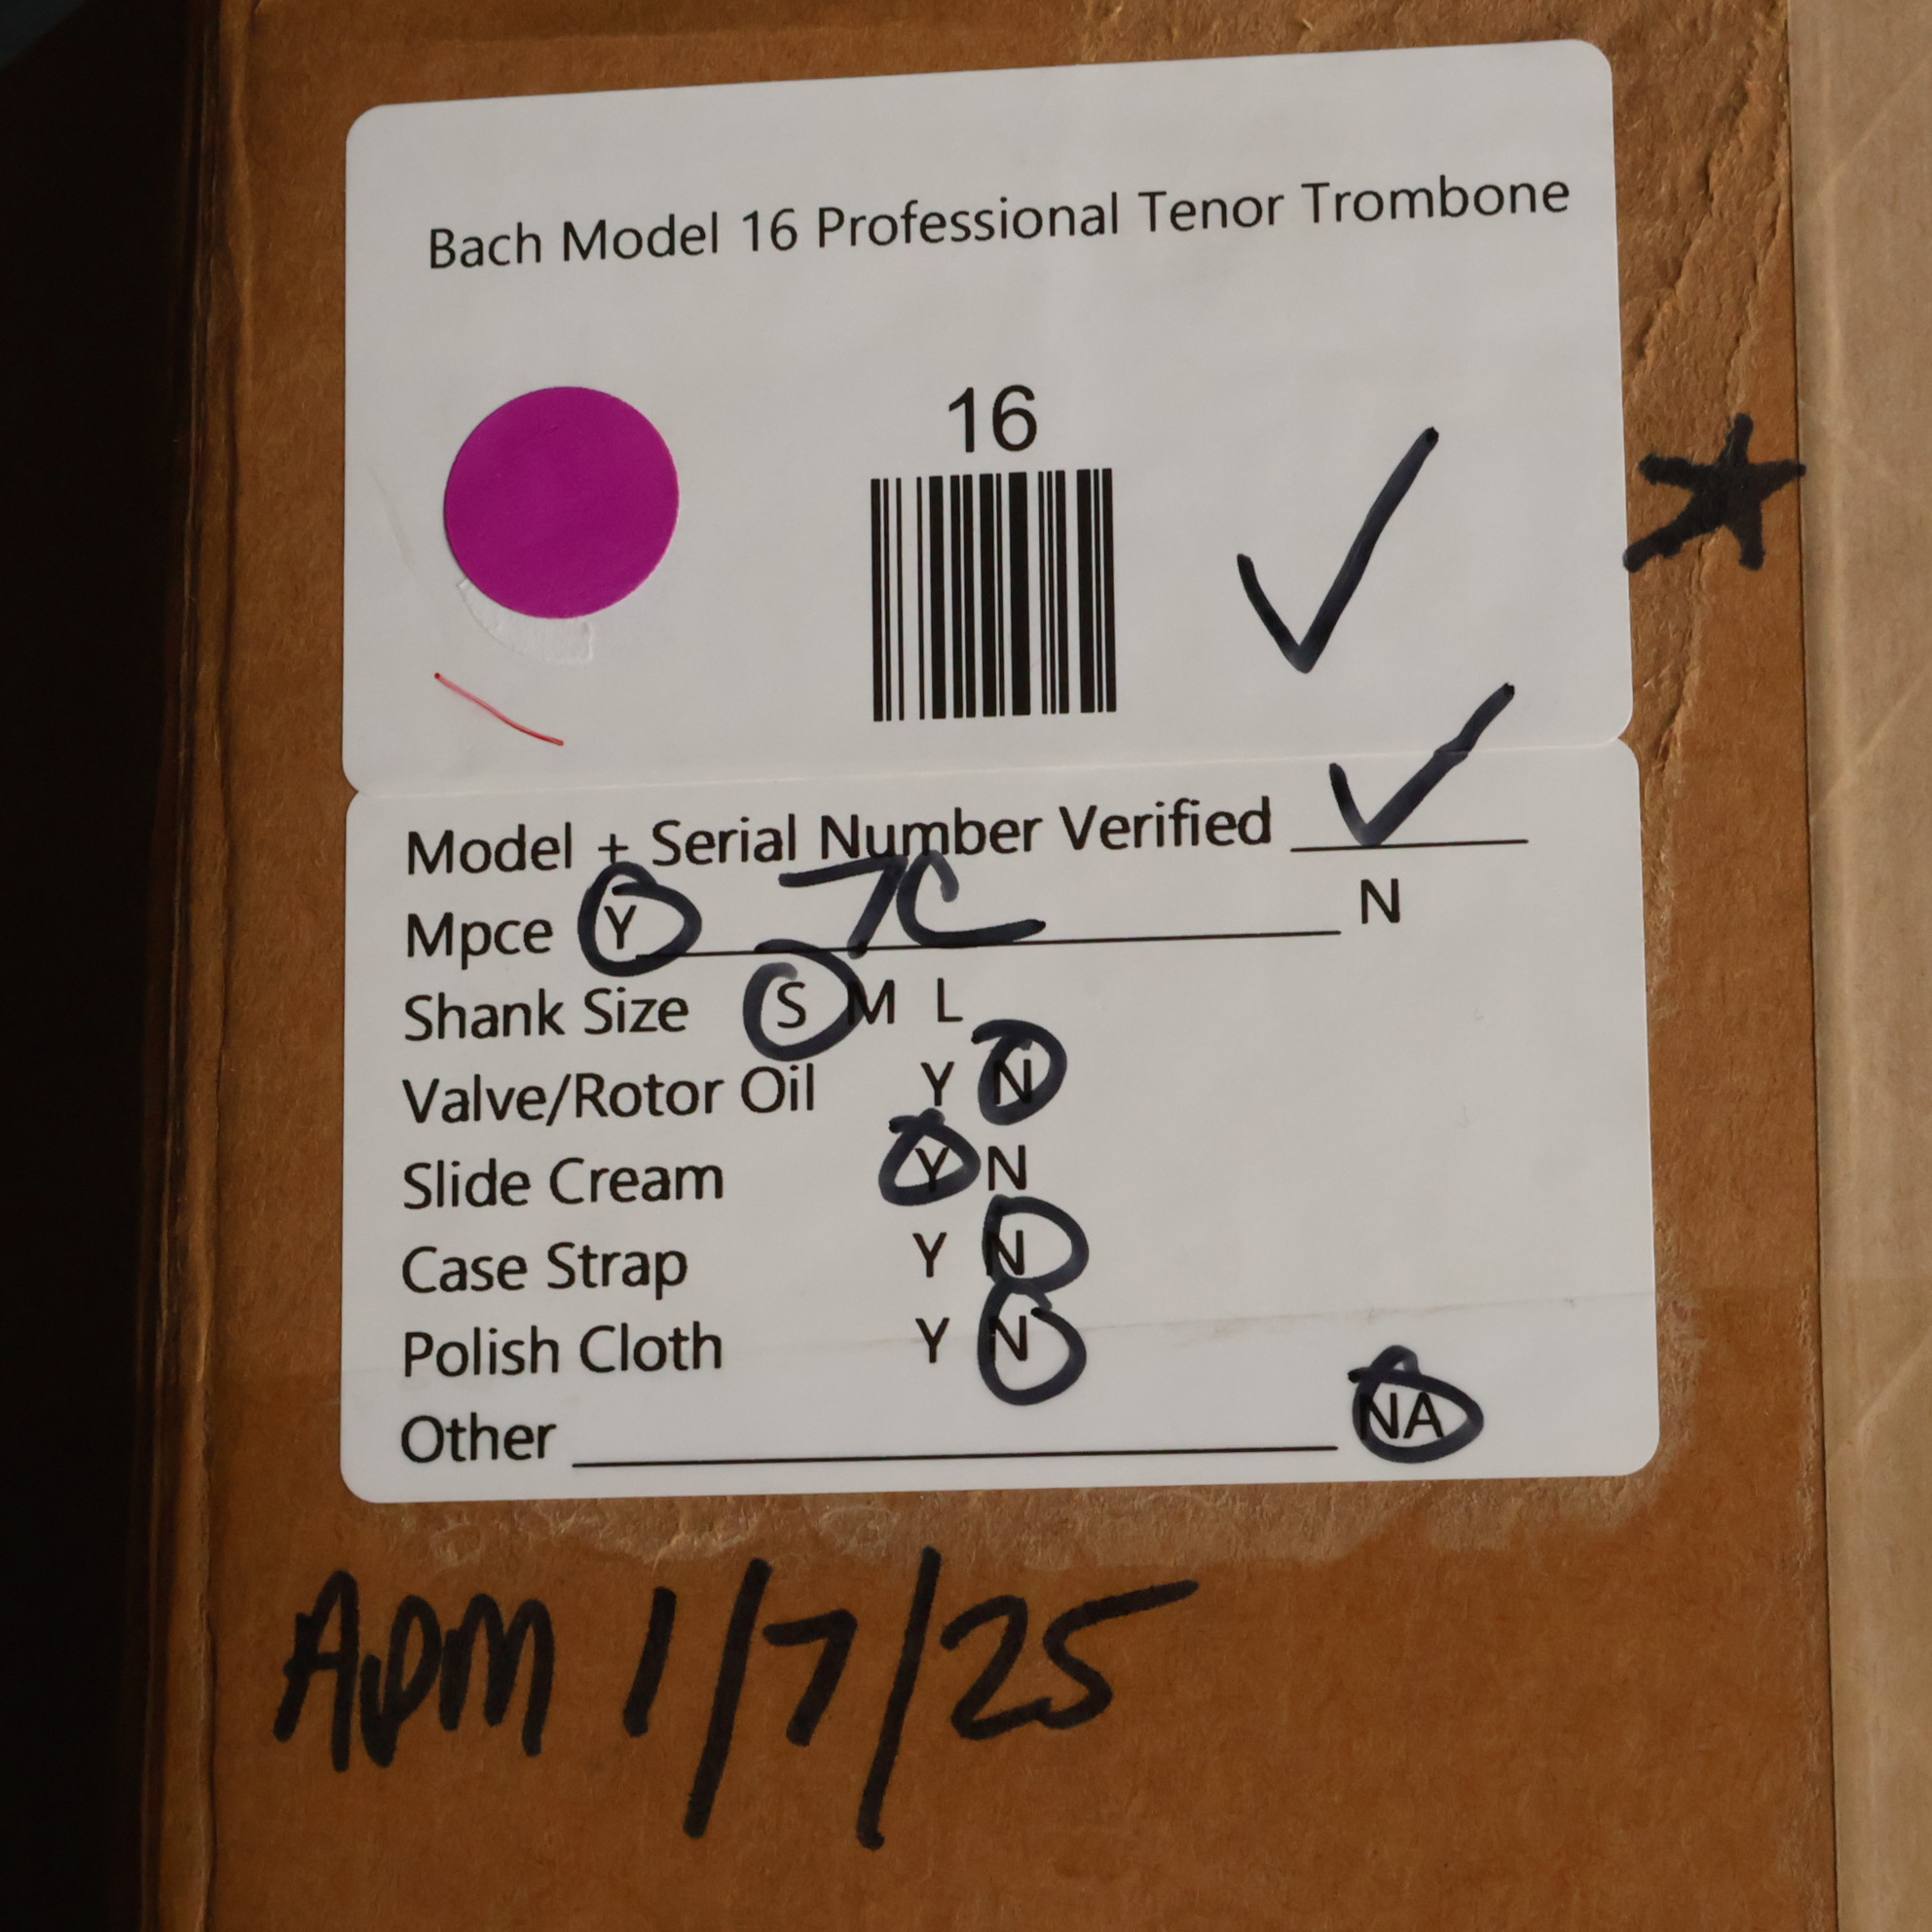 Bach Model 16 Professional Tenor Trombone
16
Model + Serial Number Verified ✓
Mpce Y 7C N
Shank Size S M L
Valve/Rotor Oil Y N
Slide Cream Y N
Case Strap Y N
Polish Cloth Y N
Other NA
ADM 1/7/25